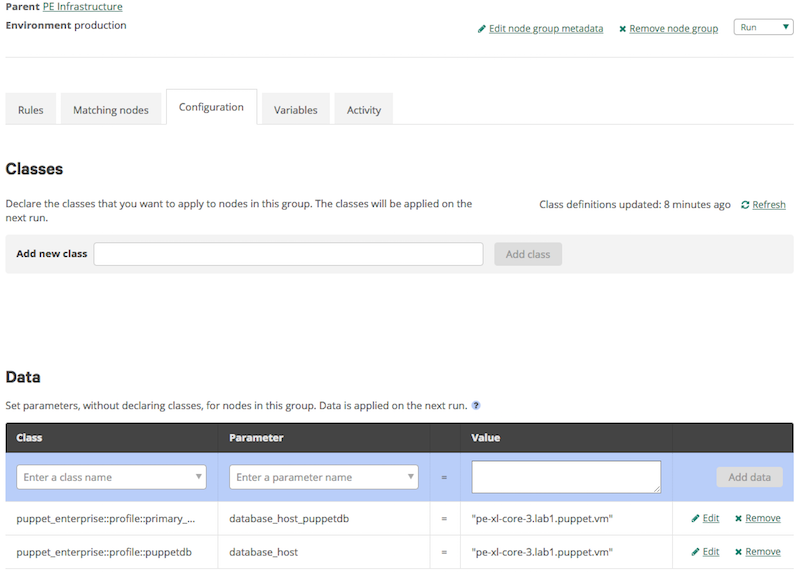 Parent PE Infrastructure
Environment production
Edit node group metadata Remove node group Run
Rules Matching nodes Configuration Variables Activity
Classes
Declare the classes that you want to apply to nodes in this group. The classes will be applied on the
next run.
Class definitions updated: 8 minutes ago Refresh
Add new class Add class
Data
Set parameters, without declaring classes, for nodes in this group. Data is applied on the next run. ?
Class Parameter Value
Enter a class name Enter a parameter name = Add data
puppet_enterprise::profile::primary_... database_host_puppetdb = "pe-xl-core-3.lab1.puppet.vm" Edit Remove
puppet_enterprise::profile::puppetdb database_host = "pe-xl-core-3.lab1.puppet.vm" Edit Remove